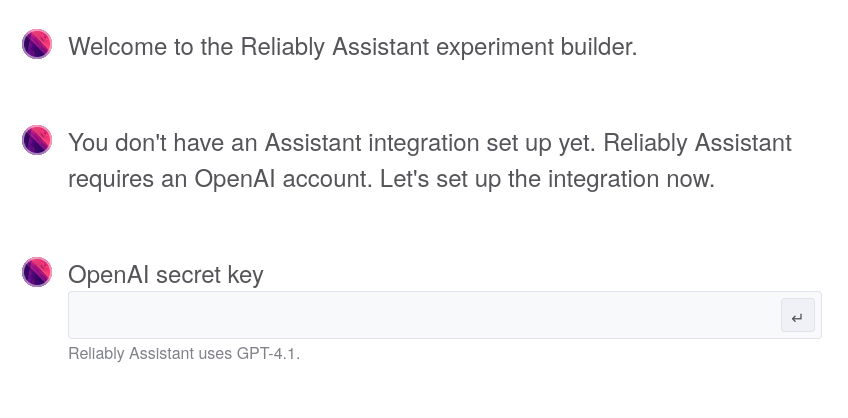 Welcome to the Reliably Assistant experiment builder.
You don't have an Assistant integration set up yet. Reliably Assistant
requires an OpenAI account. Let's set up the integration now.
OpenAI secret key
Reliably Assistant uses GPT-4.1.